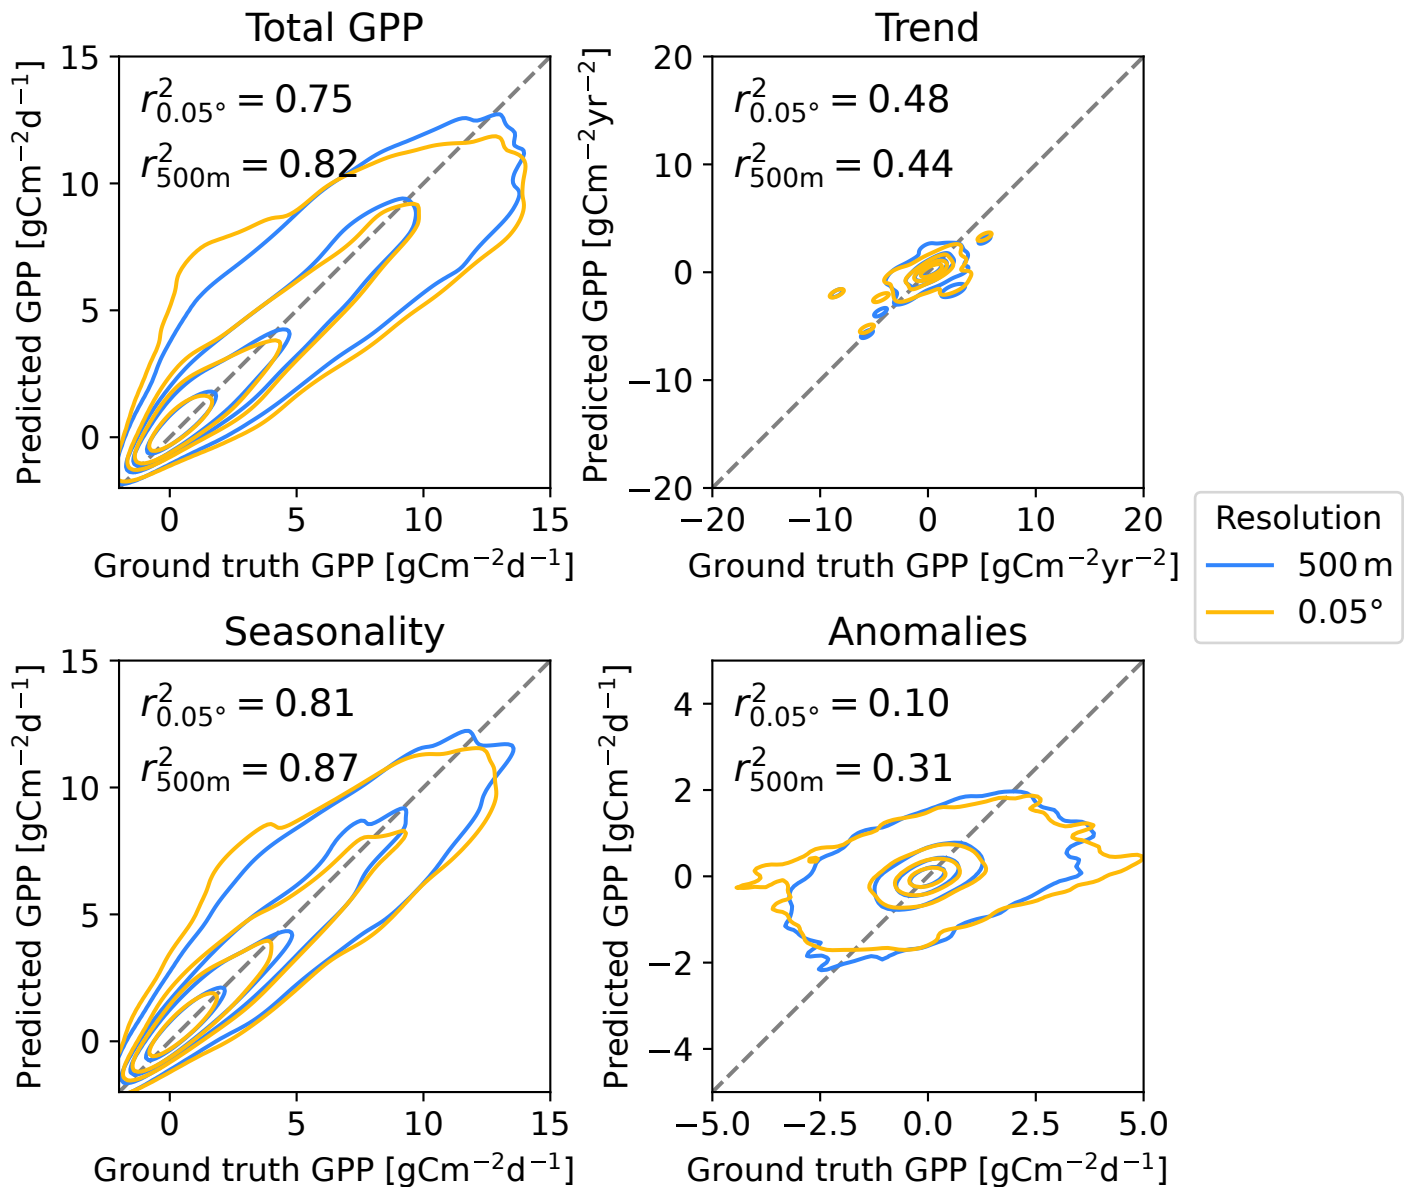 Total GPP
Predicted GPP [gCm⁻²d⁻¹]
15
10
5
0
r²₀.₀₅° = 0.75
r²₅₀₀ₘ = 0.82
0 5 10 15
Ground truth GPP [gCm⁻²d⁻¹]
Trend
Predicted GPP [gCm⁻²yr⁻²]
20
10
0
−10
−20
r²₀.₀₅° = 0.48
r²₅₀₀ₘ = 0.44
−20 −10 0 10 20
Ground truth GPP [gCm⁻²yr⁻²]
Resolution
500 m
0.05°
Seasonality
Predicted GPP [gCm⁻²d⁻¹]
15
10
5
0
r²₀.₀₅° = 0.81
r²₅₀₀ₘ = 0.87
0 5 10 15
Ground truth GPP [gCm⁻²d⁻¹]
Anomalies
Predicted GPP [gCm⁻²d⁻¹]
4
2
0
−2
−4
r²₀.₀₅° = 0.10
r²₅₀₀ₘ = 0.31
−5.0 −2.5 0.0 2.5 5.0
Ground truth GPP [gCm⁻²d⁻¹]